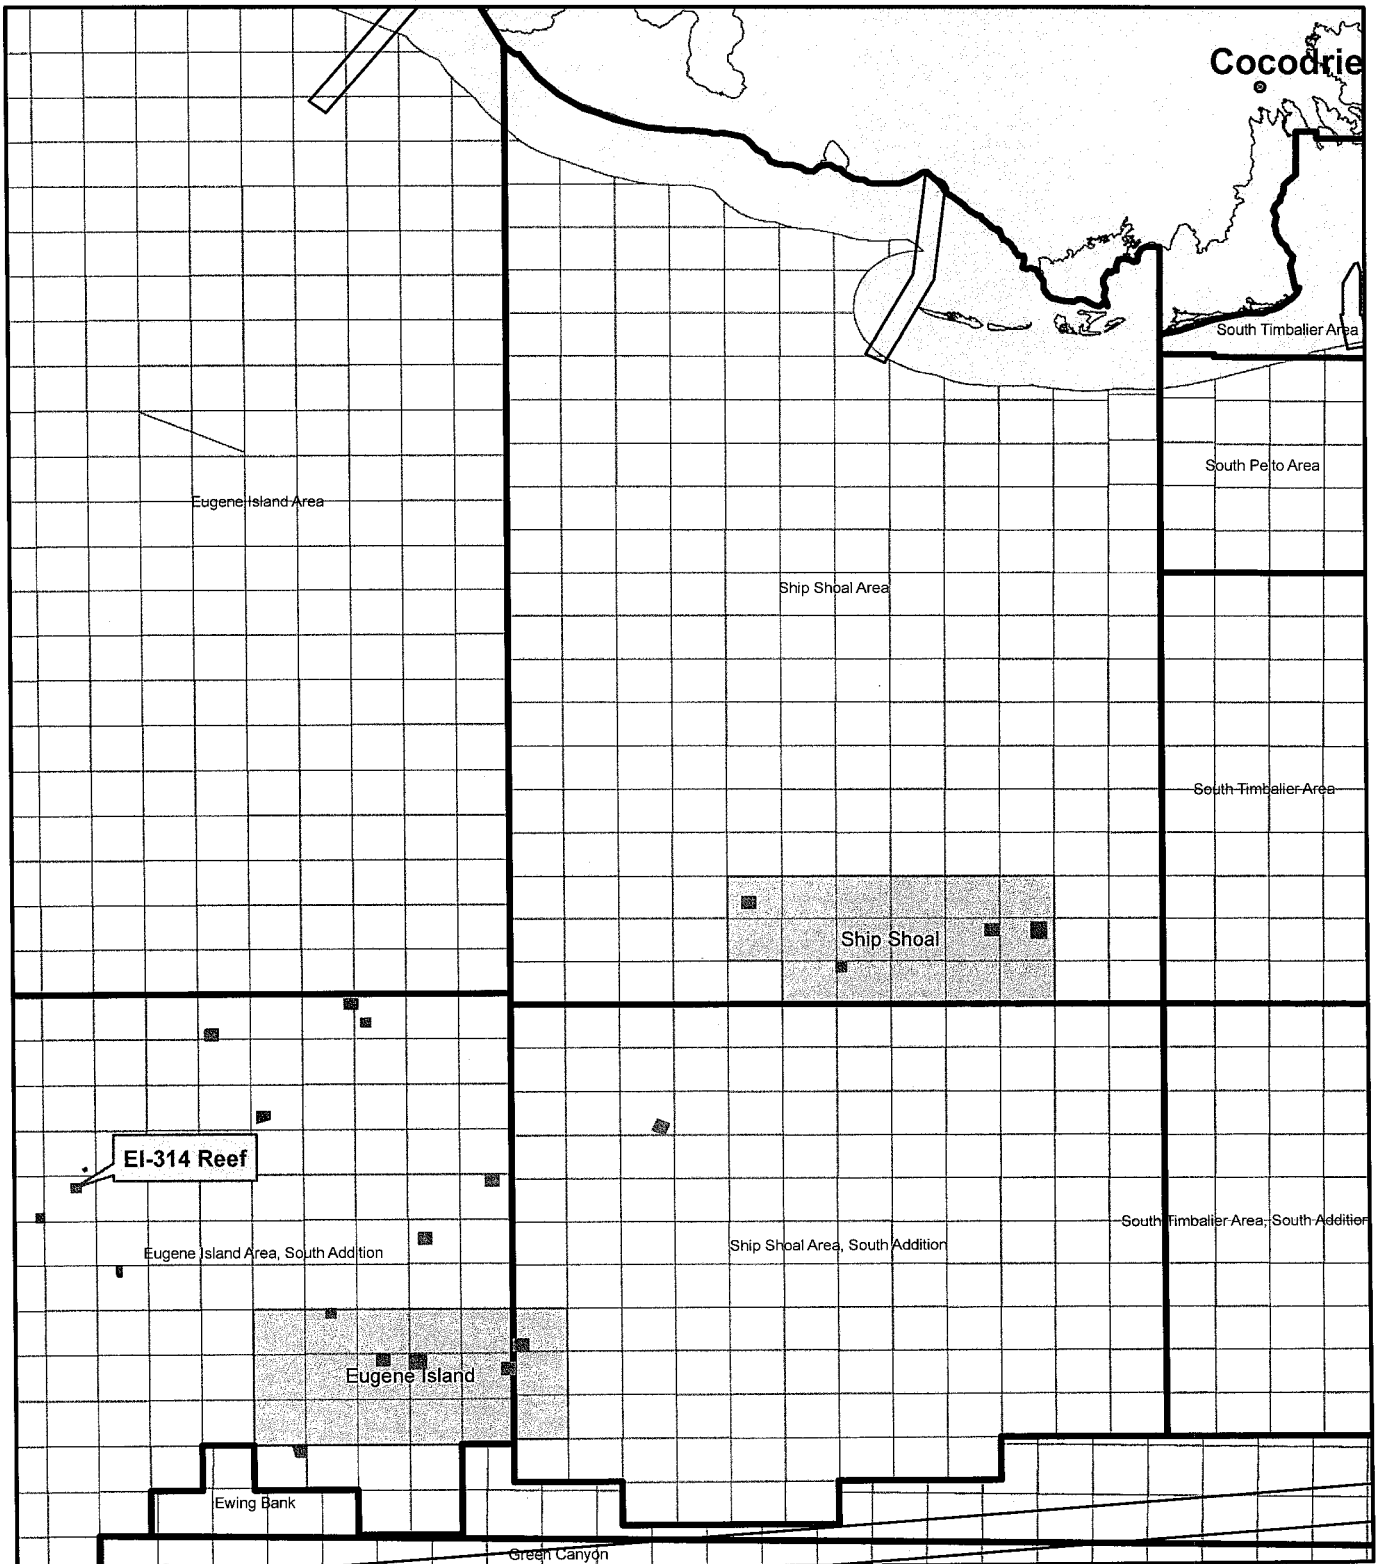 Cocodrie
South Timbalier Area
South Pelto Area
Eugene Island Area
Ship Shoal Area
South Timbalier Area
Ship Shoal
EI-314 Reef
South Timbalier Area, South Addition
Ship Shoal Area, South Addition
Eugene Island Area, South Addition
Eugene Island
Ewing Bank
Green Canyon